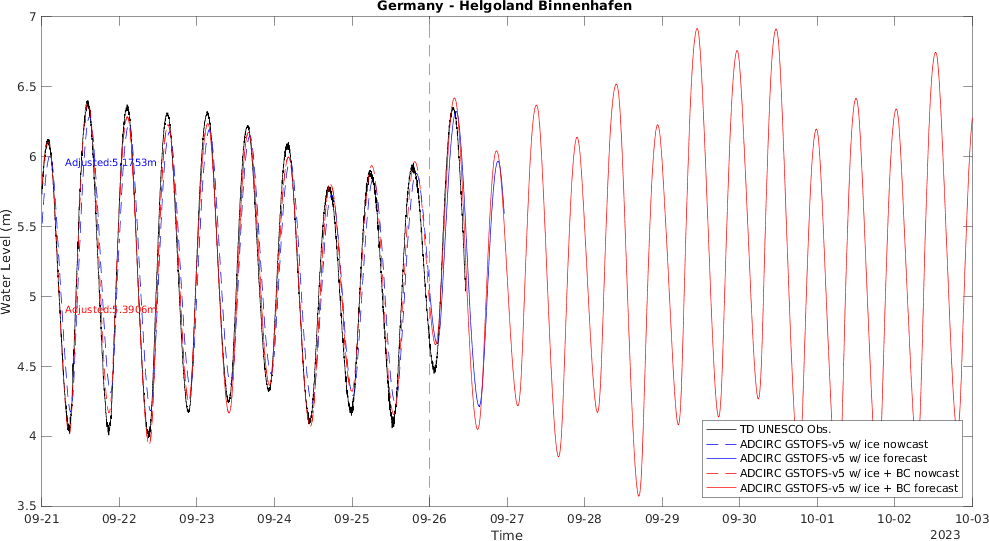 Germany - Helgoland Binnenhafen
7
6.5
6
5.5
5
4.5
4
3.5
Water Level (m)
Adjusted:5.1753m
Adjusted:5.3906m
TD UNESCO Obs.
ADCIRC GSTOFS-v5 w/ ice nowcast
ADCIRC GSTOFS-v5 w/ ice forecast
ADCIRC GSTOFS-v5 w/ ice + BC nowcast
ADCIRC GSTOFS-v5 w/ ice + BC forecast
09-21 09-22 09-23 09-24 09-25 09-26 09-27 09-28 09-29 09-30 10-01 10-02 10-03
Time
2023